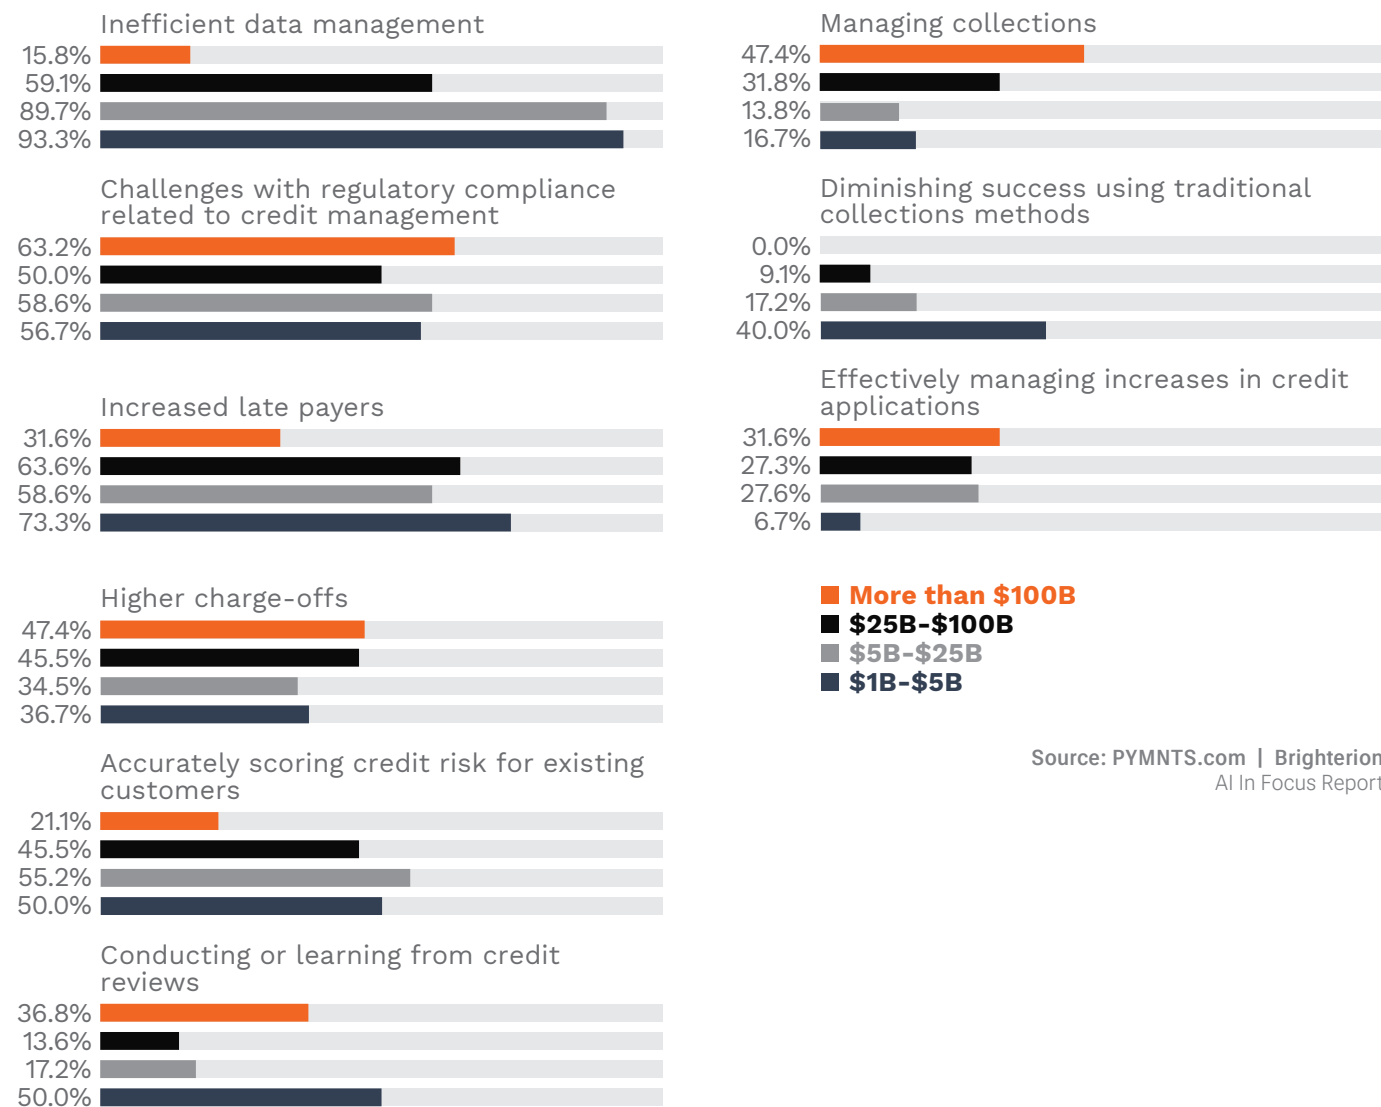 Inefficient data management
15.8%
59.1%
89.7%
93.3%
Challenges with regulatory compliance
related to credit management
63.2%
50.0%
58.6%
56.7%
Increased late payers
31.6%
63.6%
58.6%
73.3%
Higher charge-offs
47.4%
45.5%
34.5%
36.7%
Accurately scoring credit risk for existing
customers
21.1%
45.5%
55.2%
50.0%
Conducting or learning from credit
reviews
36.8%
13.6%
17.2%
50.0%
Managing collections
47.4%
31.8%
13.8%
16.7%
Diminishing success using traditional
collections methods
0.0%
9.1%
17.2%
40.0%
Effectively managing increases in credit
applications
31.6%
27.3%
27.6%
6.7%
More than $100B
$25B-$100B
$5B-$25B
$1B-$5B
Source: PYMNTS.com | Brighterion
AI In Focus Report